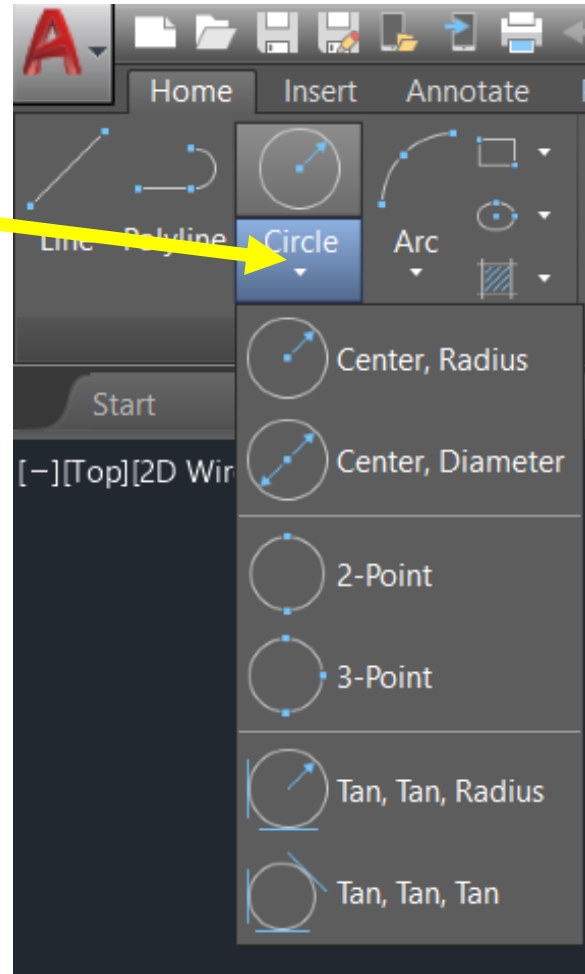 Home Insert Annotate
Line Polyline Circle Arc
Center, Radius
Start
Center, Diameter
[−][Top][2D Wir
2-Point
3-Point
Tan, Tan, Radius
Tan, Tan, Tan